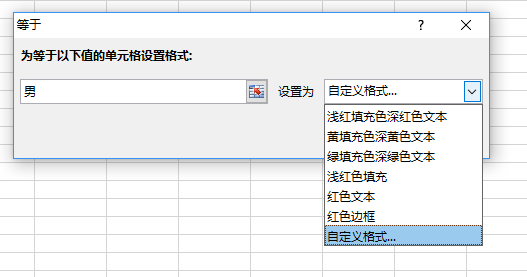 等于
?
为等于以下值的单元格设置格式:
男 设置为 自定义格式...
浅红填充色深红色文本
黄填充色深黄色文本
绿填充色深绿色文本
浅红色填充
红色文本
红色边框
自定义格式...